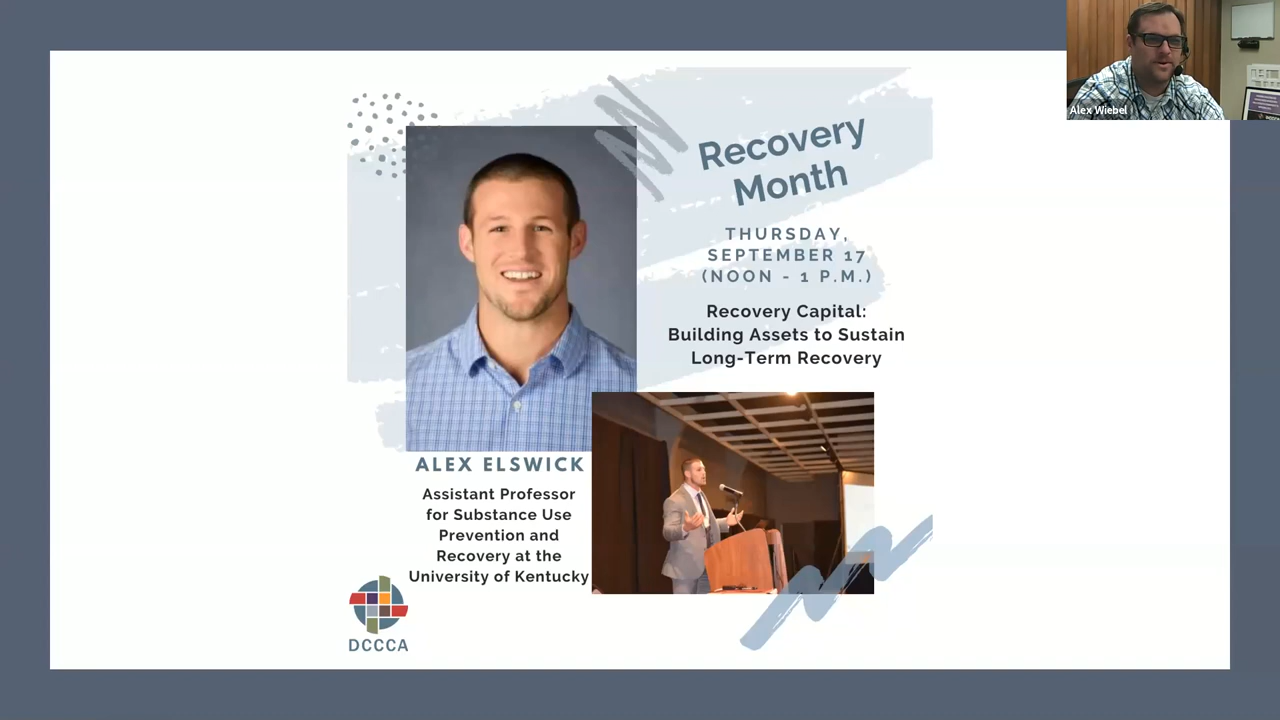 Alex Wiebel
Recovery
Month
THURSDAY,
SEPTEMBER 17
(NOON - 1 P.M.)
Recovery Capital:
Building Assets to Sustain
Long-Term Recovery
ALEX ELSWICK
Assistant Professor
for Substance Use
Prevention and
Recovery at the
University of Kentucky
DCCCA